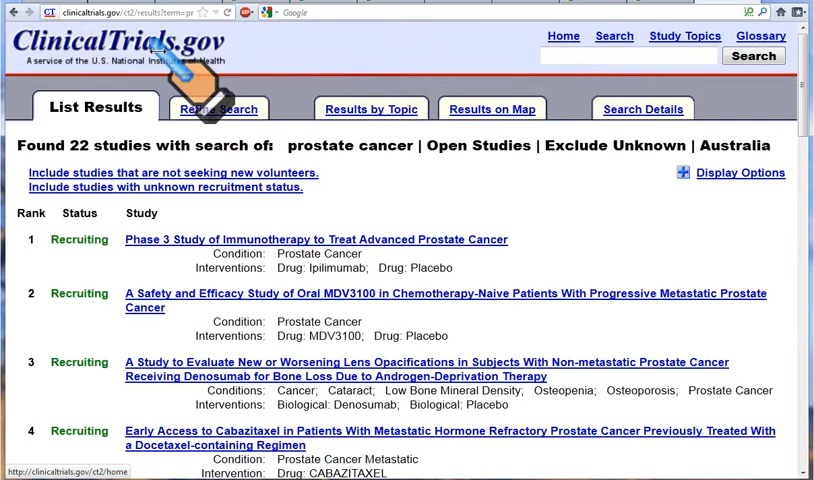 clinicaltrials.gov/ct2/results?term=pr
Google
ClinicalTrials.gov
A service of the U.S. National Institutes of Health
Home Search Study Topics Glossary
Search
List Results Refine Search Results by Topic Results on Map Search Details
Found 22 studies with search of: prostate cancer | Open Studies | Exclude Unknown | Australia
Include studies that are not seeking new volunteers.
Display Options
Include studies with unknown recruitment status.
Rank Status Study
1 Recruiting Phase 3 Study of Immunotherapy to Treat Advanced Prostate Cancer
Condition: Prostate Cancer
Interventions: Drug: Ipilimumab; Drug: Placebo
2 Recruiting A Safety and Efficacy Study of Oral MDV3100 in Chemotherapy-Naive Patients With Progressive Metastatic Prostate
Cancer
Condition: Prostate Cancer
Interventions: Drug: MDV3100; Drug: Placebo
3 Recruiting A Study to Evaluate New or Worsening Lens Opacifications in Subjects With Non-metastatic Prostate Cancer
Receiving Denosumab for Bone Loss Due to Androgen-Deprivation Therapy
Conditions: Cancer; Cataract; Low Bone Mineral Density; Osteopenia; Osteoporosis; Prostate Cancer
Interventions: Biological: Denosumab; Biological: Placebo
4 Recruiting Early Access to Cabazitaxel in Patients With Metastatic Hormone Refractory Prostate Cancer Previously Treated With
a Docetaxel-containing Regimen
Condition: Prostate Cancer Metastatic
Intervention: Drug: CABAZITAXEL
http://clinicaltrials.gov/ct2/home